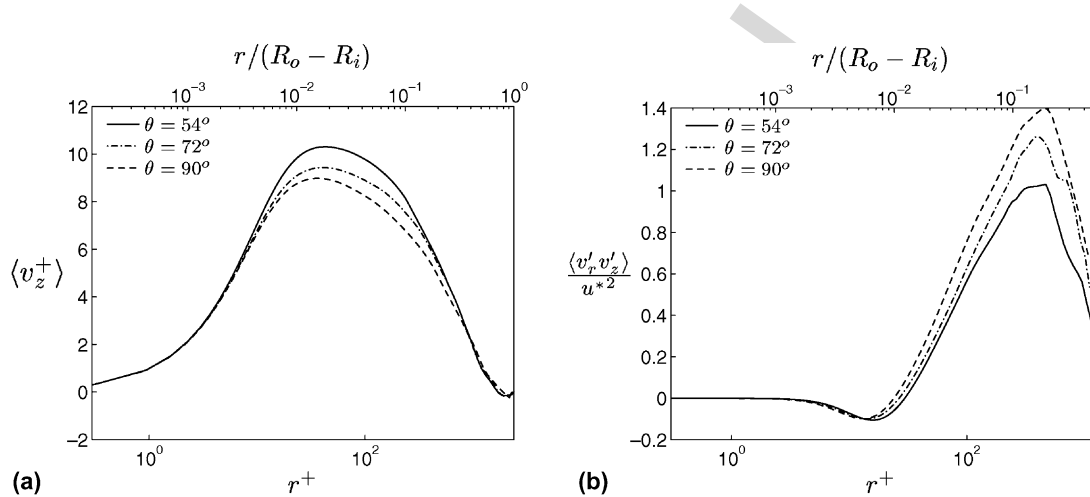 r/(R_o − R_i)
10^−3 10^−2 10^−1 10^0
12
10
8
6
4
2
0
−2
θ = 54^o
θ = 72^o
θ = 90^o
⟨v_z^+⟩
10^0 10^2
r^+
(a)
r/(R_o − R_i)
10^−3 10^−2 10^−1
1.4
1.2
1
0.8
0.6
0.4
0.2
0
−0.2
θ = 54^o
θ = 72^o
θ = 90^o
⟨v′_r v′_z⟩
u^*2
10^0 10^2
r^+
(b)